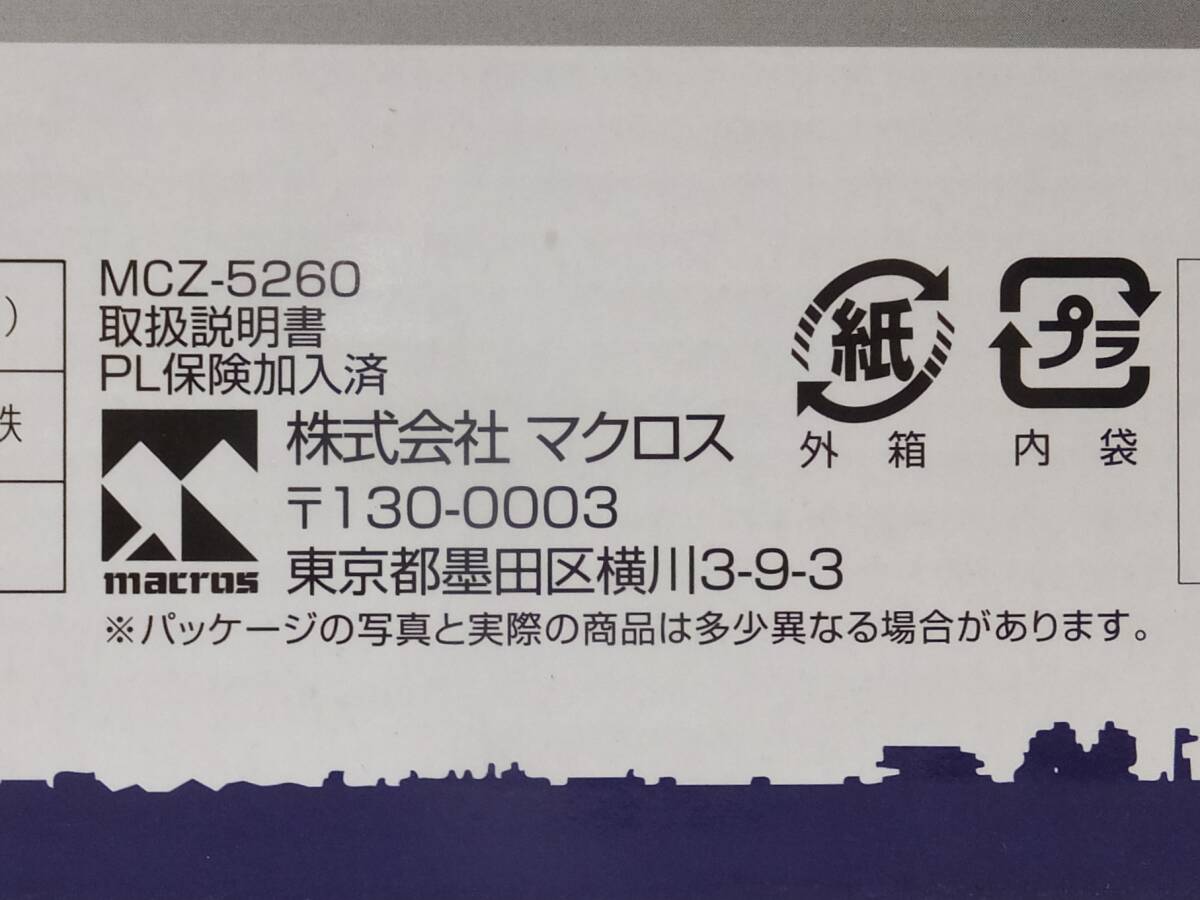 ）
鉄
MCZ-5260
取扱説明書
PL保険加入済
macros
株式会社 マクロス
〒130-0003
東京都墨田区横川3-9-3
※パッケージの写真と実際の商品は多少異なる場合があります。
紙
外箱
プラ
内袋